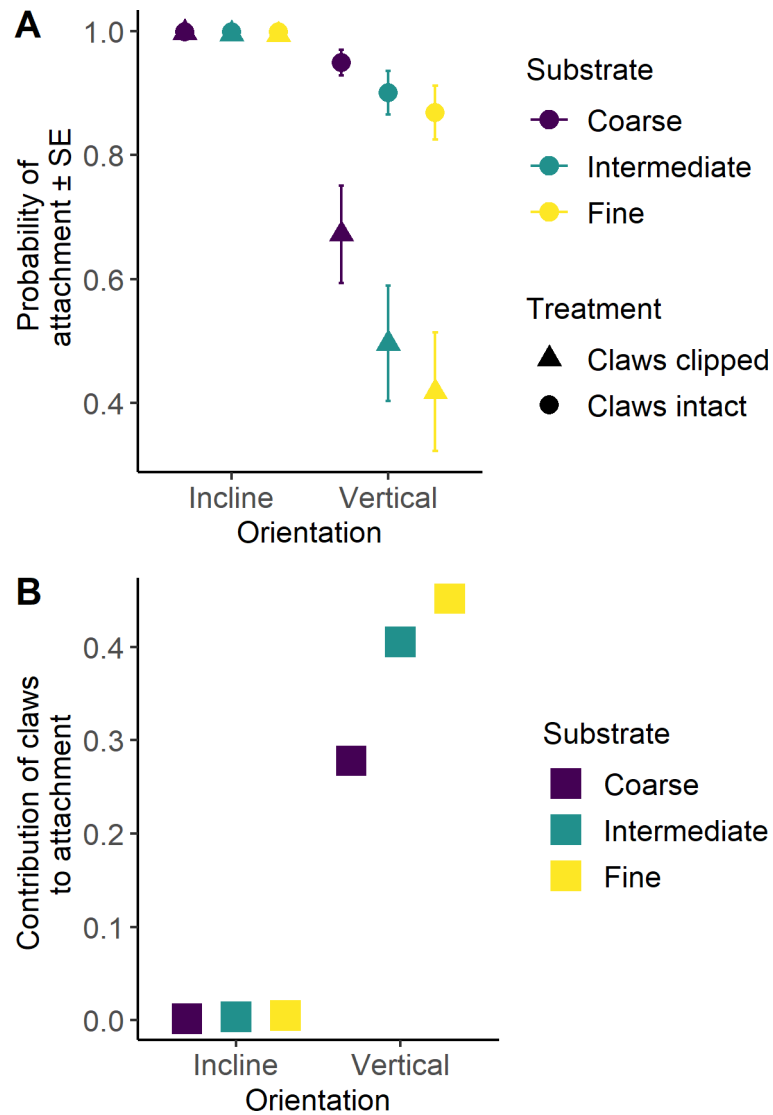 A
1.0
0.8
0.6
0.4
Probability of
attachment ± SE
Incline
Vertical
Orientation
Substrate
Coarse
Intermediate
Fine
Treatment
Claws clipped
Claws intact
B
0.4
0.3
0.2
0.1
0.0
Contribution of claws
to attachment
Incline
Vertical
Orientation
Substrate
Coarse
Intermediate
Fine